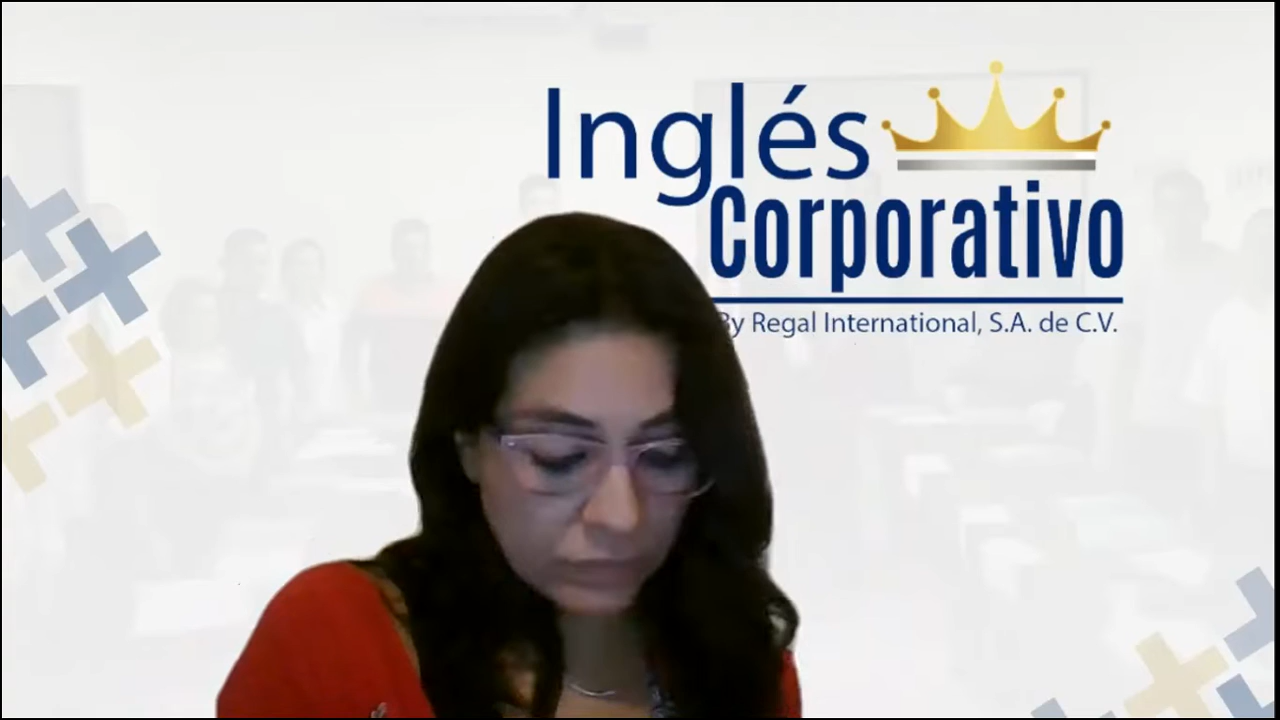 Inglés
Corporativo
By Regal International, S.A. de C.V.